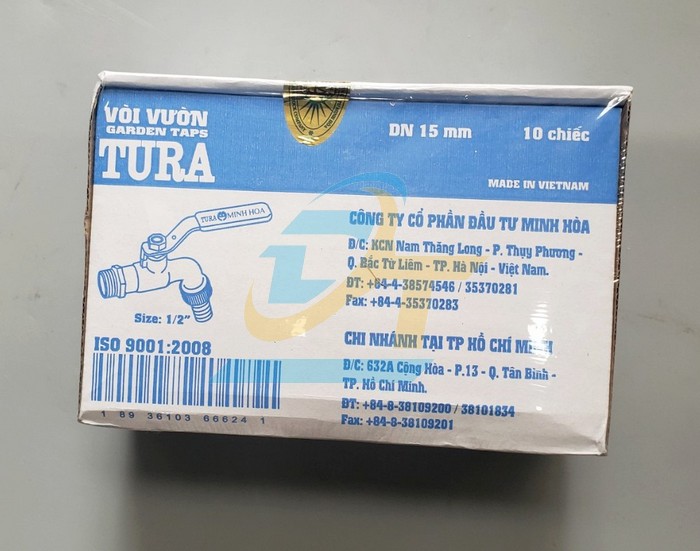 VÒI VƯỜN
GARDEN TAPS
TURA
DN 15 mm
10 chiếc
MADE IN VIETNAM
TURA MINH HOA
Size: 1/2"
ISO 9001:2008
1 89 36103 66624 1
CÔNG TY CỔ PHẦN ĐẦU TƯ MINH HÒA
Đ/C: KCN Nam Thăng Long - P. Thụy Phương -
Q. Bắc Từ Liêm - TP. Hà Nội - Việt Nam.
ĐT: +84-4-38574546 / 35370281
Fax: +84-4-35370283
CHI NHÁNH TẠI TP HỒ CHÍ MINH
Đ/C: 632A Cộng Hòa - P.13 - Q. Tân Bình -
TP. Hồ Chí Minh.
ĐT: +84-8-38109200 / 38101834
Fax: +84-8-38109201